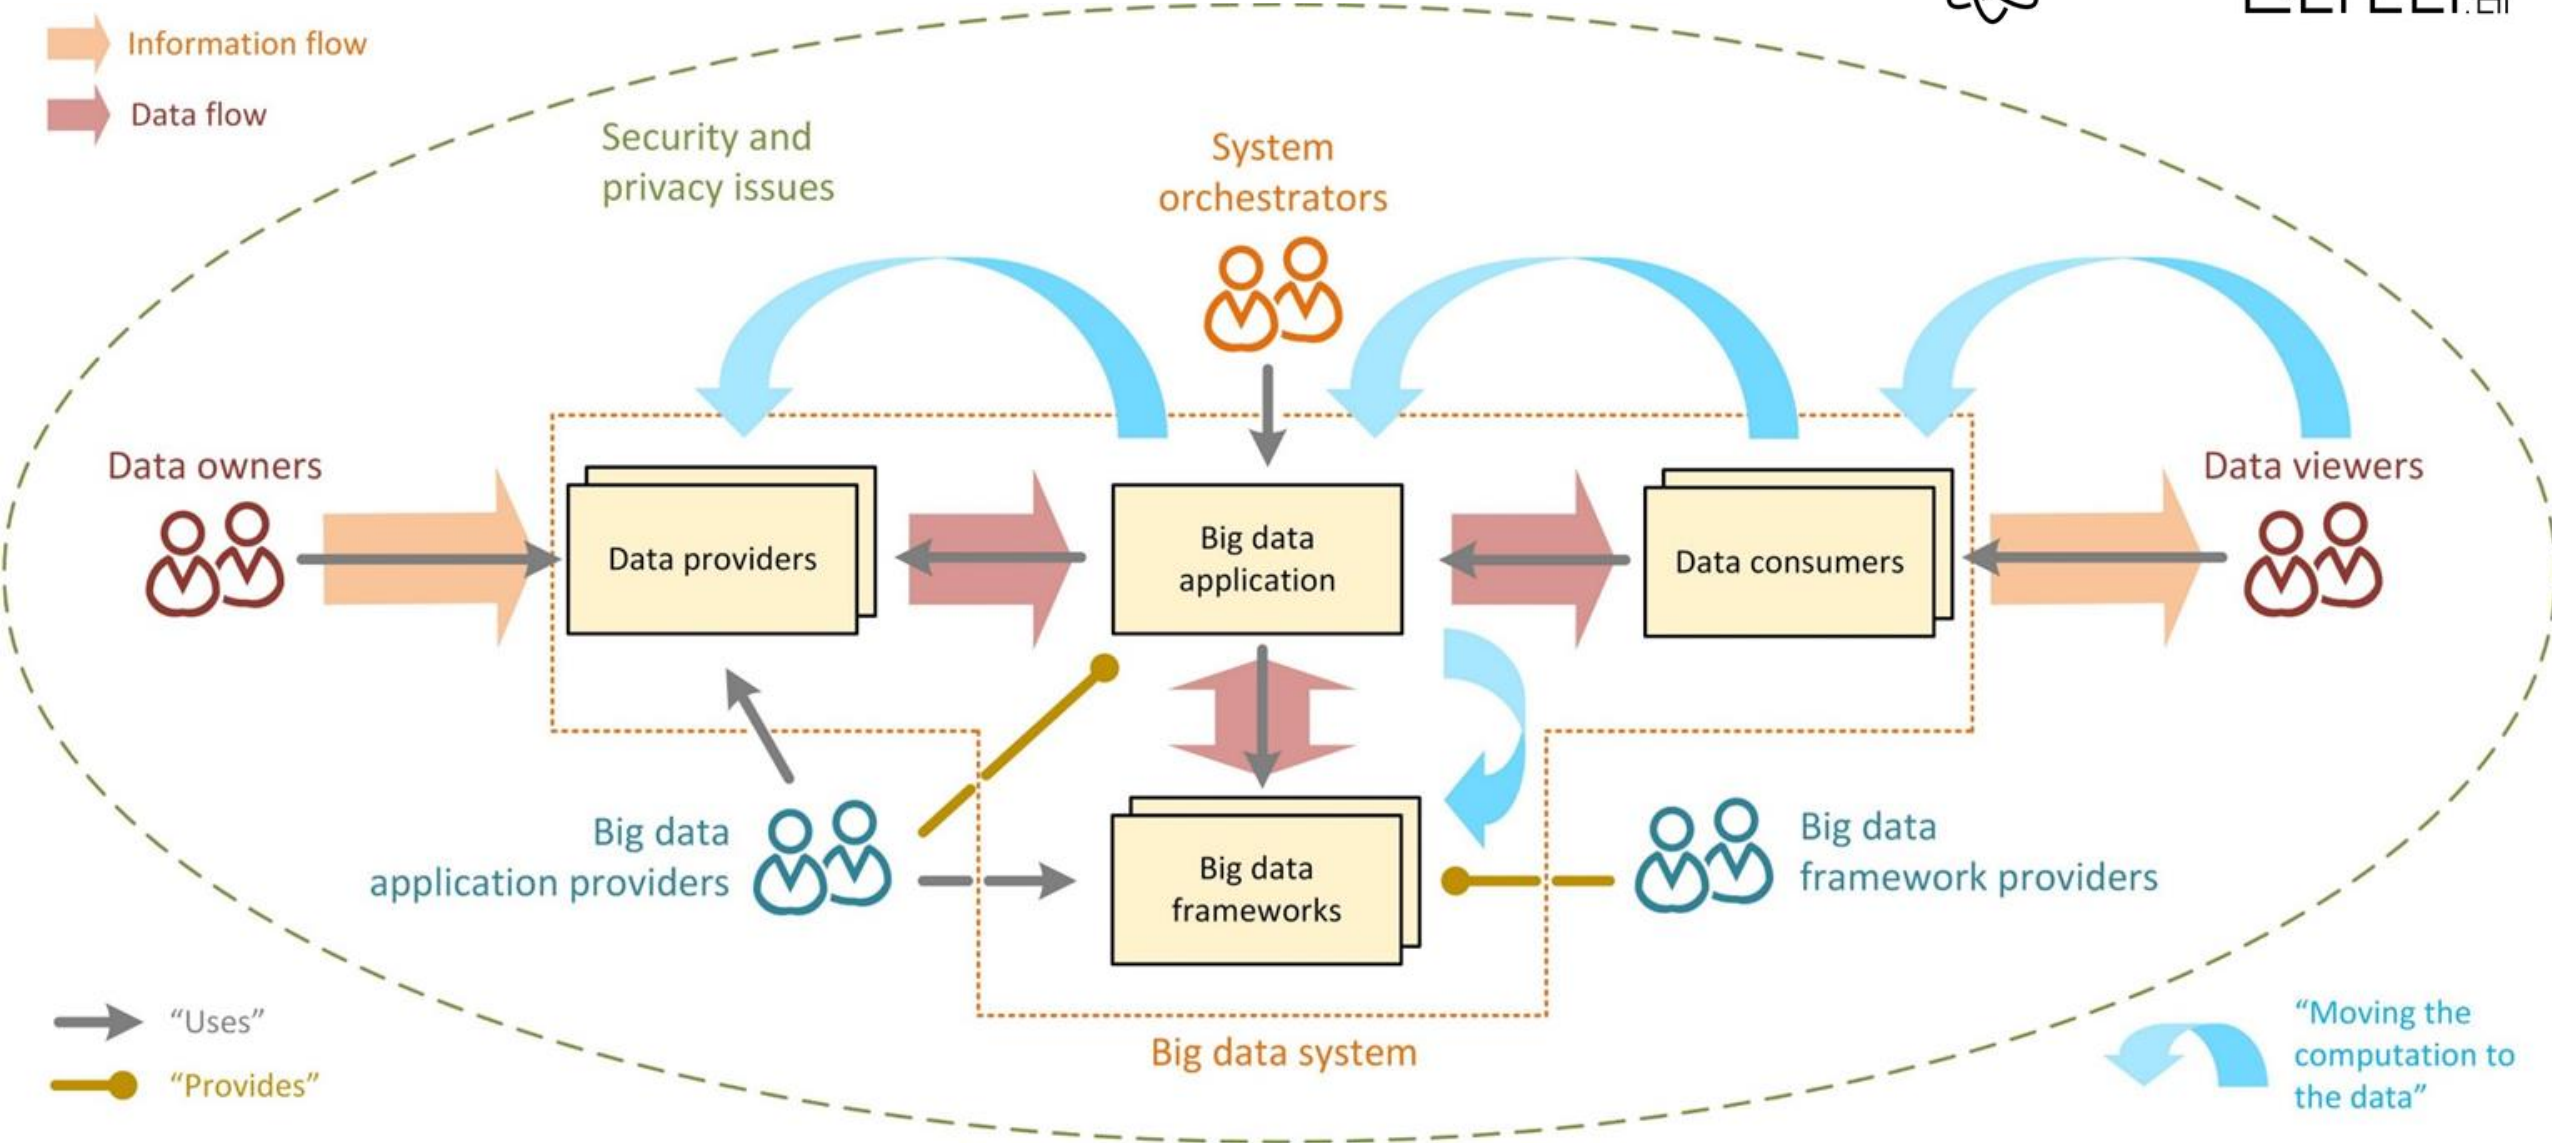 Information flow
Data flow
Security and
privacy issues
System
orchestrators
Data owners
Data viewers
Data providers
Big data
application
Data consumers
Big data
application providers
Big data
frameworks
Big data
framework providers
Big data system
“Uses”
“Provides”
“Moving the
computation to
the data”